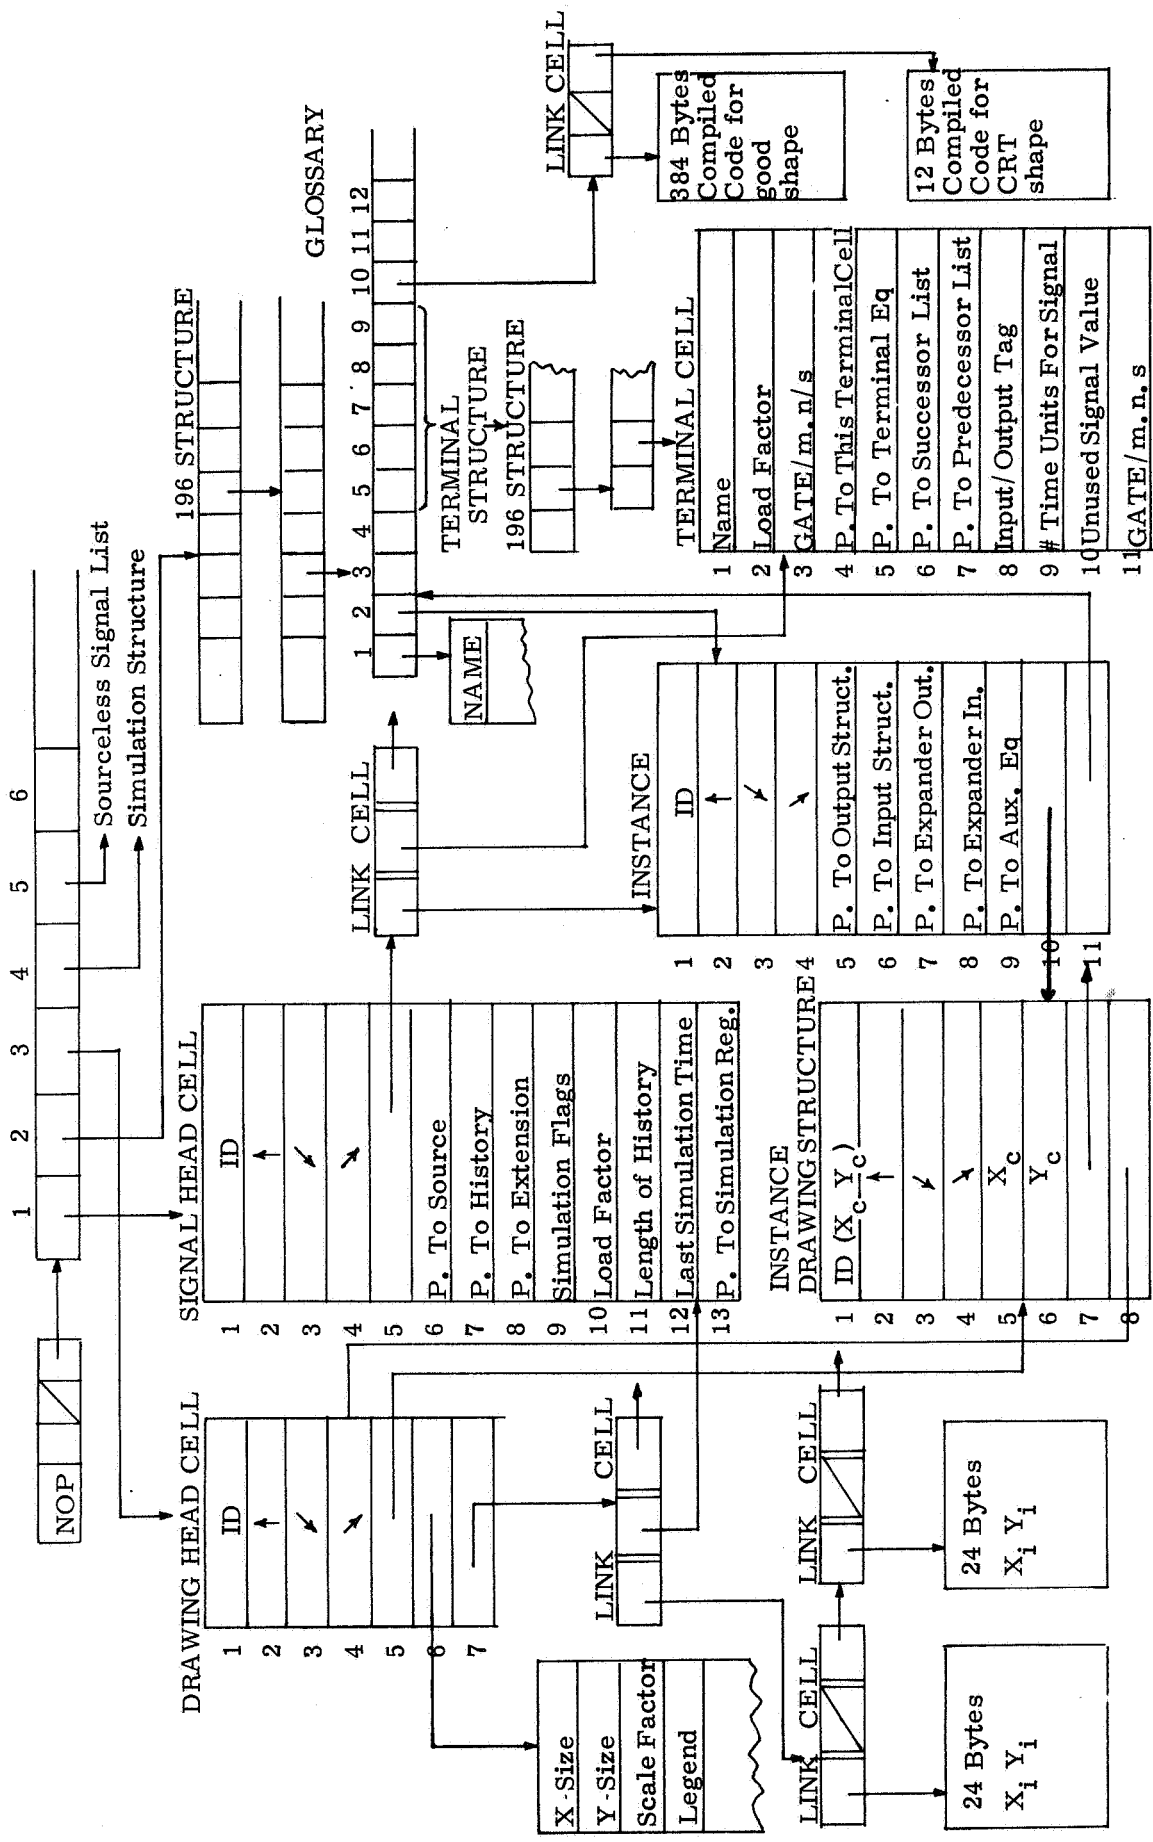 NOP
1 2 3 4 5 6
Sourceless Signal List
Simulation Structure
DRAWING HEAD CELL
1 ID
2
3
4
5
6
7
SIGNAL HEAD CELL
1 ID
2
3
4
5
6 P. To Source
7 P. To History
8 P. To Extension
9 Simulation Flags
10 Load Factor
11 Length of History
12 Last Simulation Time
13 P. To Simulation Reg.
196 STRUCTURE
GLOSSARY
1 2 3 4 5 6 7 8 9 10 11 12
LINK CELL
NAME
TERMINAL
STRUCTURE
196 STRUCTURE
LINK CELL
384 Bytes
Compiled
Code for
good
shape
12 Bytes
Compiled
Code for
CRT
shape
TERMINAL CELL
1 Name
2 Load Factor
3 GATE/m.n/s
4 P. To This Terminal Cell
5 P. To Terminal Eq
6 P. To Successor List
7 P. To Predecessor List
8 Input/Output Tag
9 # Time Units For Signal
10 Unused Signal Value
11 GATE/m.n.s
INSTANCE
1 ID
2
3
4
5 P. To Output Struct.
6 P. To Input Struct.
7 P. To Expander Out.
8 P. To Expander In.
9 P. To Aux. Eq
10
11
INSTANCE
DRAWING STRUCTURE
1 ID (Xc Yc)
2
3
4
5 Xc
6 Yc
7
8
X-Size
Y-Size
Scale Factor
Legend
LINK CELL
LINK CELL
LINK CELL
24 Bytes
Xi Yi
24 Bytes
Xi Yi